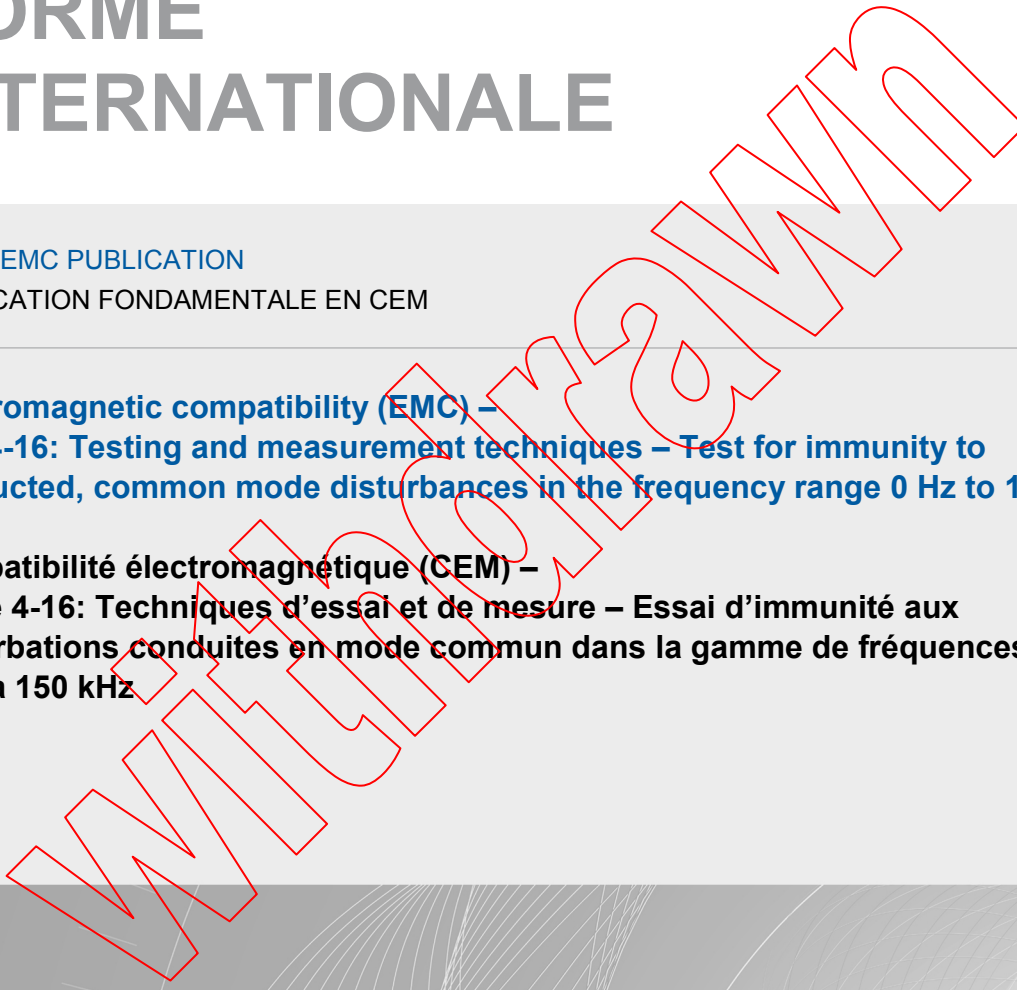 ORME
TERNATIONALE
EMC PUBLICATION
CATION FONDAMENTALE EN CEM
romagnetic compatibility (EMC) –
4-16: Testing and measurement techniques – Test for immunity to
ucted, common mode disturbances in the frequency range 0 Hz to 1
patibilité électromagnétique (CEM) –
e 4-16: Techniques d'essai et de mesure – Essai d'immunité aux
rbations conduites en mode commun dans la gamme de fréquences
à 150 kHz
withdrawn